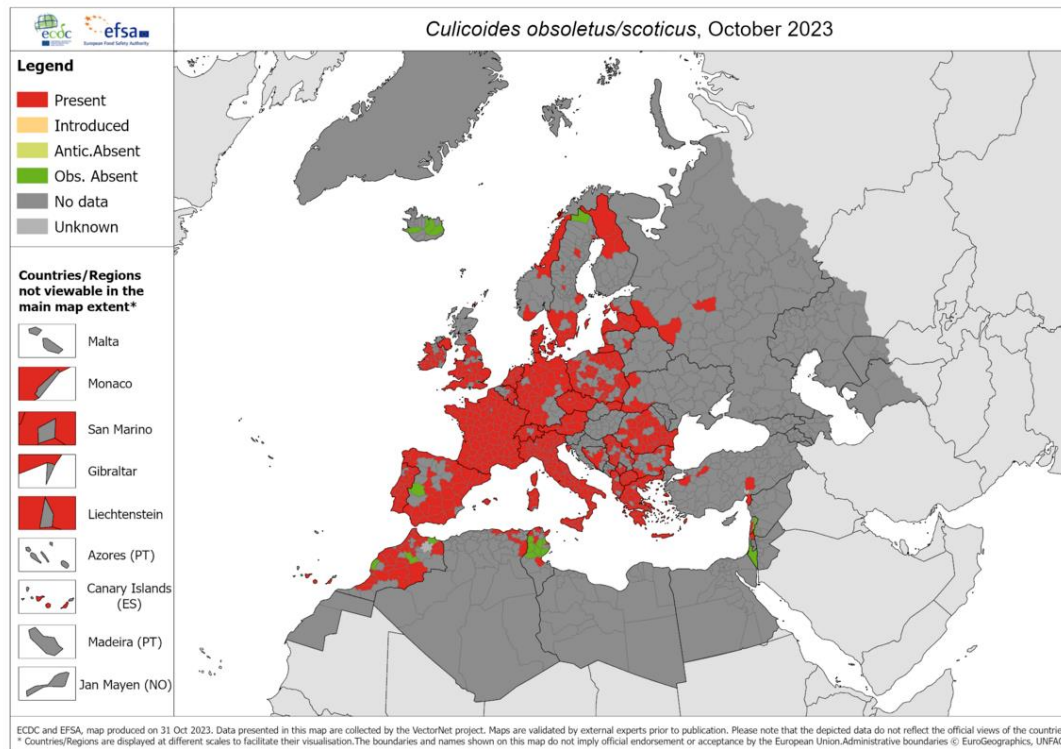 ecdc
efsa
European Food Safety Authority
Culicoides obsoletus/scoticus, October 2023
Legend
Present
Introduced
Antic.Absent
Obs. Absent
No data
Unknown
Countries/Regions
not viewable in the
main map extent*
Malta
Monaco
San Marino
Gibraltar
Liechtenstein
Azores (PT)
Canary Islands
(ES)
Madeira (PT)
Jan Mayen (NO)
ECDC and EFSA, map produced on 31 Oct 2023. Data presented in this map are collected by the VectorNet project. Maps are validated by external experts prior to publication. Please note that the depicted data do not reflect the official views of the
* Countries/Regions are displayed at different scales to facilitate their visualisation.The boundaries and names shown on this map do not imply official endorsement or acceptance by the European Union.Administrative boundaries © EuroGeographics,